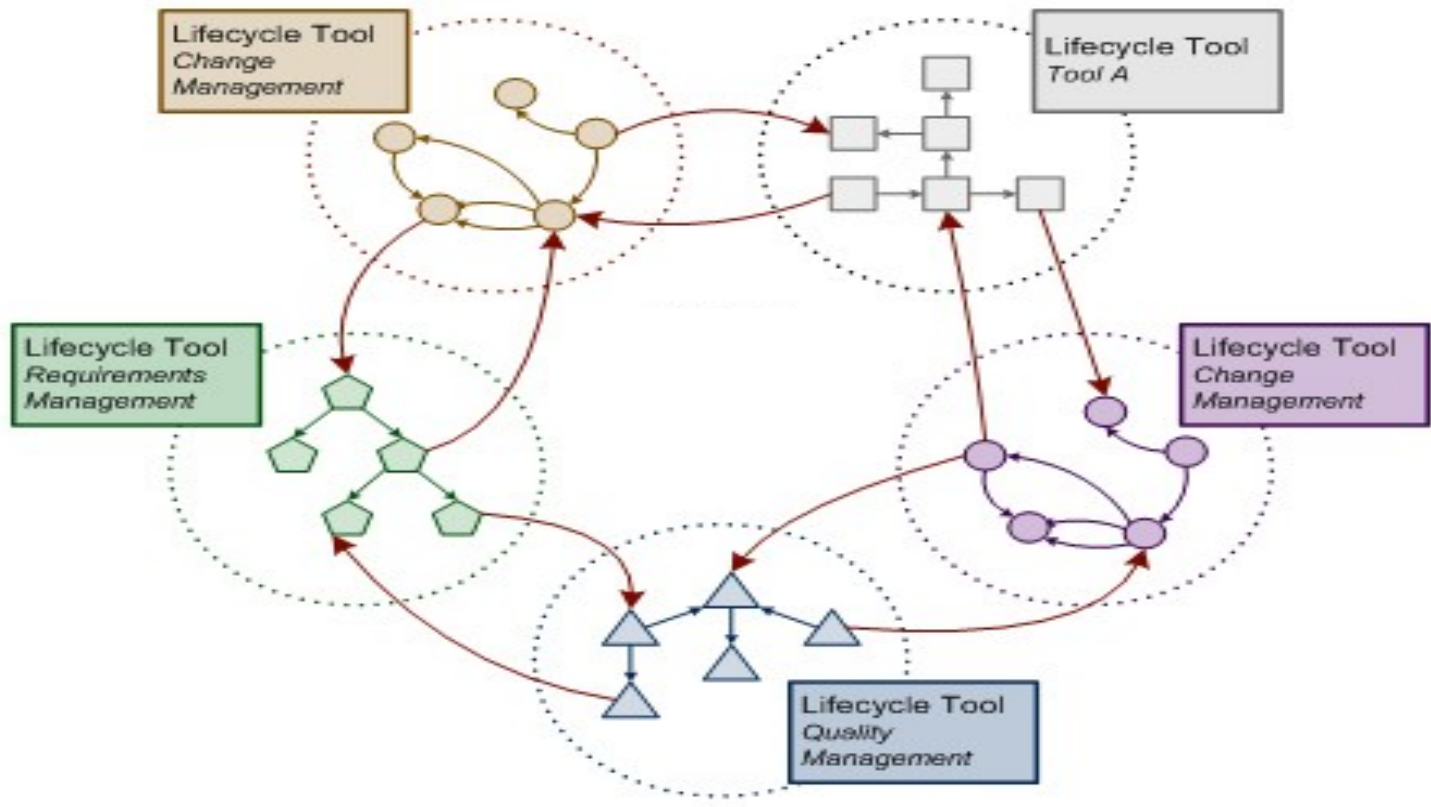 Lifecycle Tool
Change
Management
Lifecycle Tool
Tool A
Lifecycle Tool
Requirements
Management
Lifecycle Tool
Change
Management
Lifecycle Tool
Quality
Management